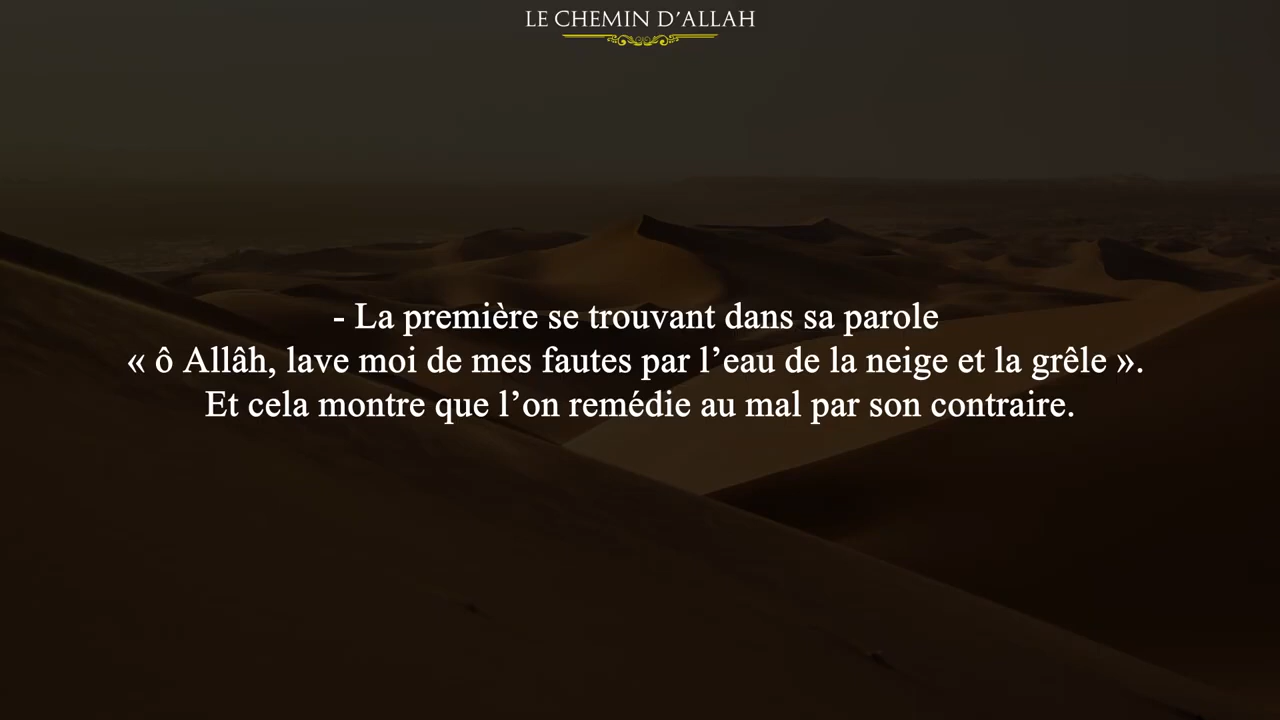 LE CHEMIN D’ALLAH
- La première se trouvant dans sa parole
« ô Allâh, lave moi de mes fautes par l’eau de la neige et la grêle ».
Et cela montre que l’on remédie au mal par son contraire.